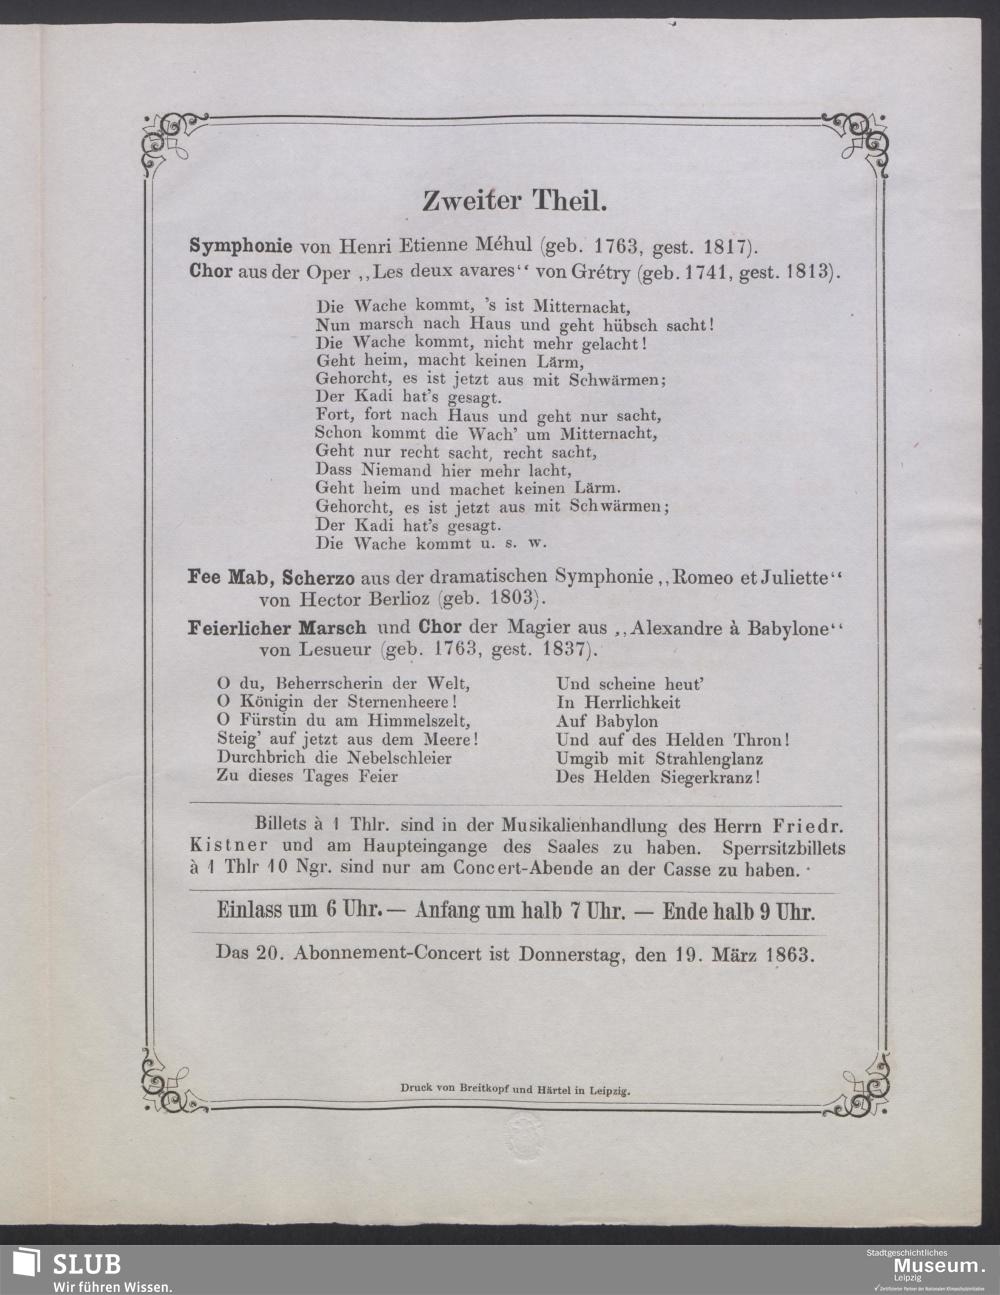 Zweiter Theil.
Symphonie von Henri Etienne Méhul (geb. 1763, gest. 1817).
Chor aus der Oper ,,Les deux avares‘‘ von Grétry (geb. 1741, gest. 1813).
Die Wache kommt, 's ist Mitternacht,
Nun marsch nach Haus und geht hübsch sacht!
Die Wache kommt, nicht mehr gelacht!
Geht heim, macht keinen Lärm,
Gehorcht, es ist jetzt aus mit Schwärmen;
Der Kadi hat's gesagt.
Fort, fort nach Haus und geht nur sacht,
Schon kommt die Wach' um Mitternacht,
Geht nur recht sacht, recht sacht,
Dass Niemand hier mehr lacht,
Geht heim und machet keinen Lärm.
Gehorcht, es ist jetzt aus mit Schwärmen;
Der Kadi hat's gesagt.
Die Wache kommt u. s. w.
Fee Mab, Scherzo aus der dramatischen Symphonie ,,Romeo et Juliette‘‘
von Hector Berlioz (geb. 1803).
Feierlicher Marsch und Chor der Magier aus ,,Alexandre à Babylone‘‘
von Lesueur (geb. 1763, gest. 1837).
O du, Beherrscherin der Welt,
O Königin der Sternenheere!
O Fürstin du am Himmelszelt,
Steig' auf jetzt aus dem Meere!
Durchbrich die Nebelschleier
Zu dieses Tages Feier
Und scheine heut'
In Herrlichkeit
Auf Babylon
Und auf des Helden Thron!
Umgib mit Strahlenglanz
Des Helden Siegerkranz!
Billets à 1 Thlr. sind in der Musikalienhandlung des Herrn Friedr.
Kistner und am Haupteingange des Saales zu haben. Sperrsitzbillets
à 1 Thlr 10 Ngr. sind nur am Concert-Abende an der Casse zu haben.
Einlass um 6 Uhr. — Anfang um halb 7 Uhr. — Ende halb 9 Uhr.
Das 20. Abonnement-Concert ist Donnerstag, den 19. März 1863.
Druck von Breitkopf und Härtel in Leipzig.
SLUB
Wir führen Wissen.
Stadtgeschichtliches
Museum.
Leipzig
Zertifizierter Partner der Nationalen Klimaschutzinitiative